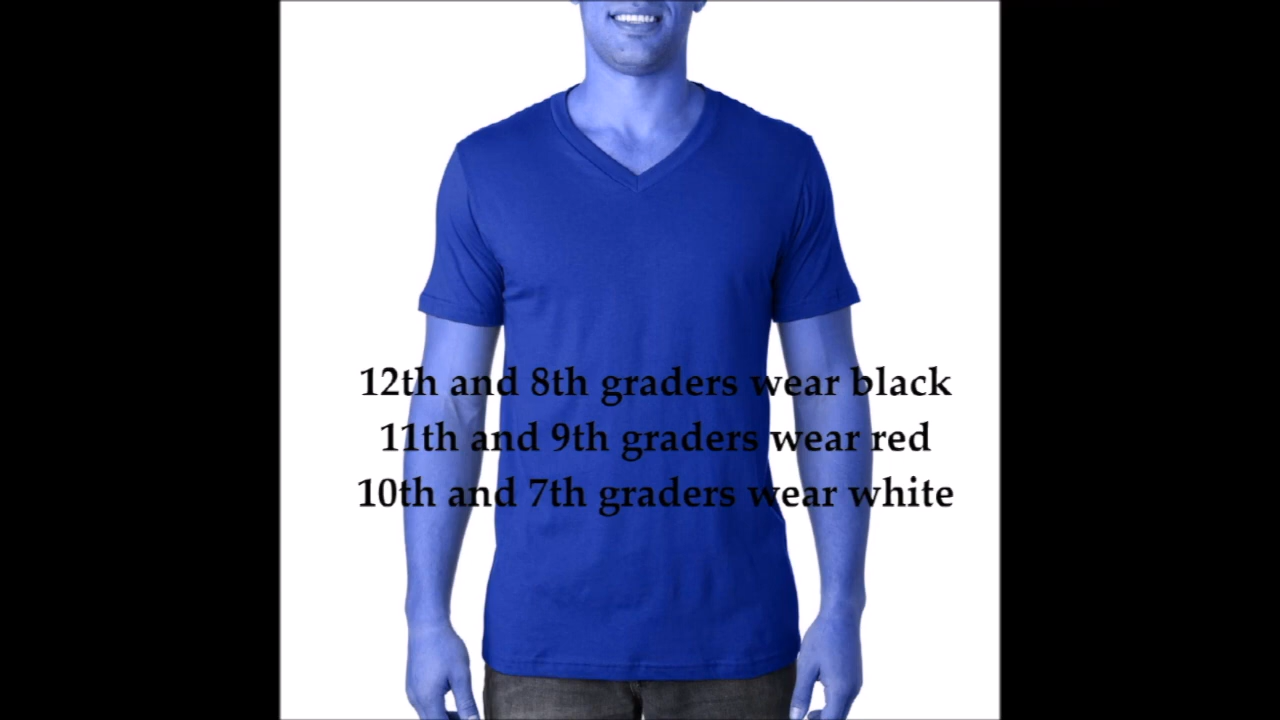 12th and 8th graders wear black
11th and 9th graders wear red
10th and 7th graders wear white